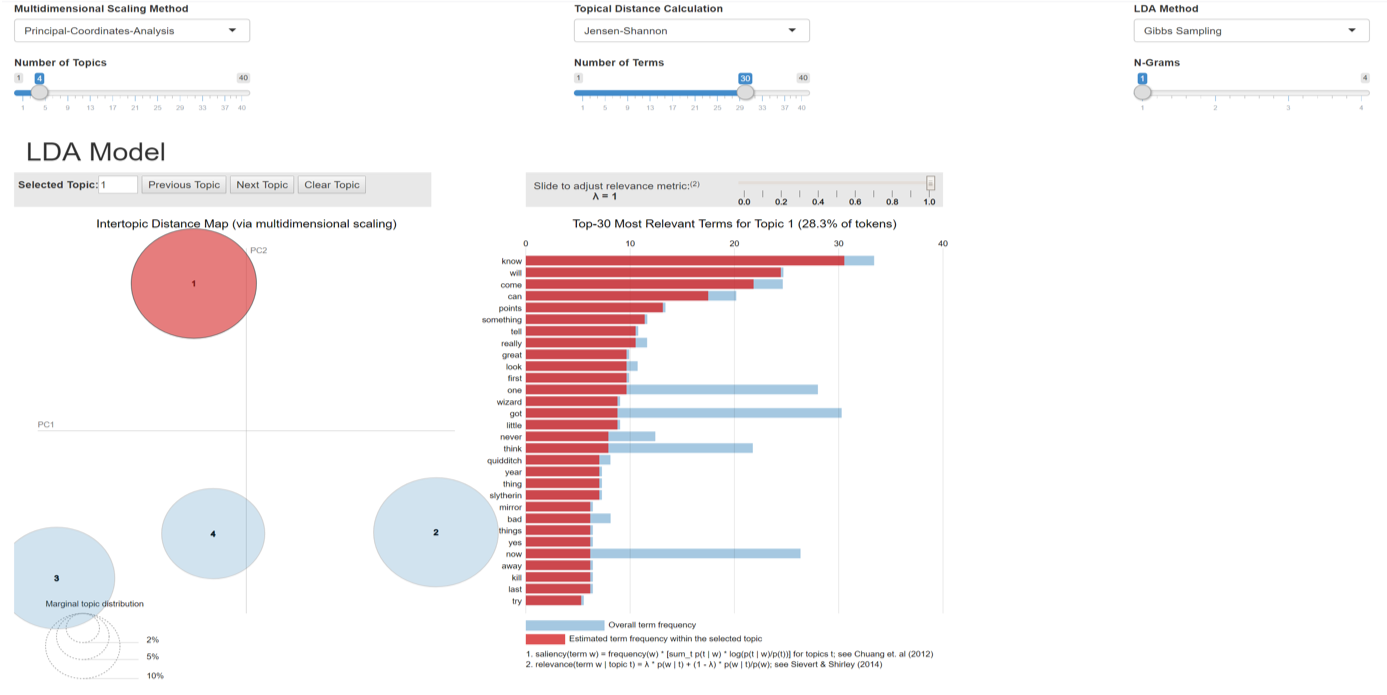 Multidimensional Scaling Method
Topical Distance Calculation
LDA Method
Principal-Coordinates-Analysis
Jensen-Shannon
Gibbs Sampling
Number of Topics
Number of Terms
N-Grams
1 4 40
1 30 40
1 4
1 5 9 13 17 21 25 29 33 37 40
1 5 9 13 17 21 25 29 33 37 40
1 2 3 4
LDA Model
Selected Topic: 1 Previous Topic Next Topic Clear Topic
Slide to adjust relevance metric:(2)
λ = 1
0.0 0.2 0.4 0.6 0.8 1.0
Intertopic Distance Map (via multidimensional scaling)
PC2
1
PC1
4
2
3
Marginal topic distribution
2%
5%
10%
Top-30 Most Relevant Terms for Topic 1 (28.3% of tokens)
0 10 20 30 40
know
will
come
can
points
something
tell
really
great
look
first
one
wizard
got
little
never
think
quidditch
year
thing
slytherin
mirror
bad
things
yes
now
away
kill
last
try
Overall term frequency
Estimated term frequency within the selected topic
1. saliency(term w) = frequency(w) * [sum_t p(t | w) * log(p(t | w)/p(t))] for topics t; see Chuang et. al (2012)
2. relevance(term w | topic t) = λ * p(w | t) + (1 - λ) * p(w | t)/p(w); see Sievert & Shirley (2014)